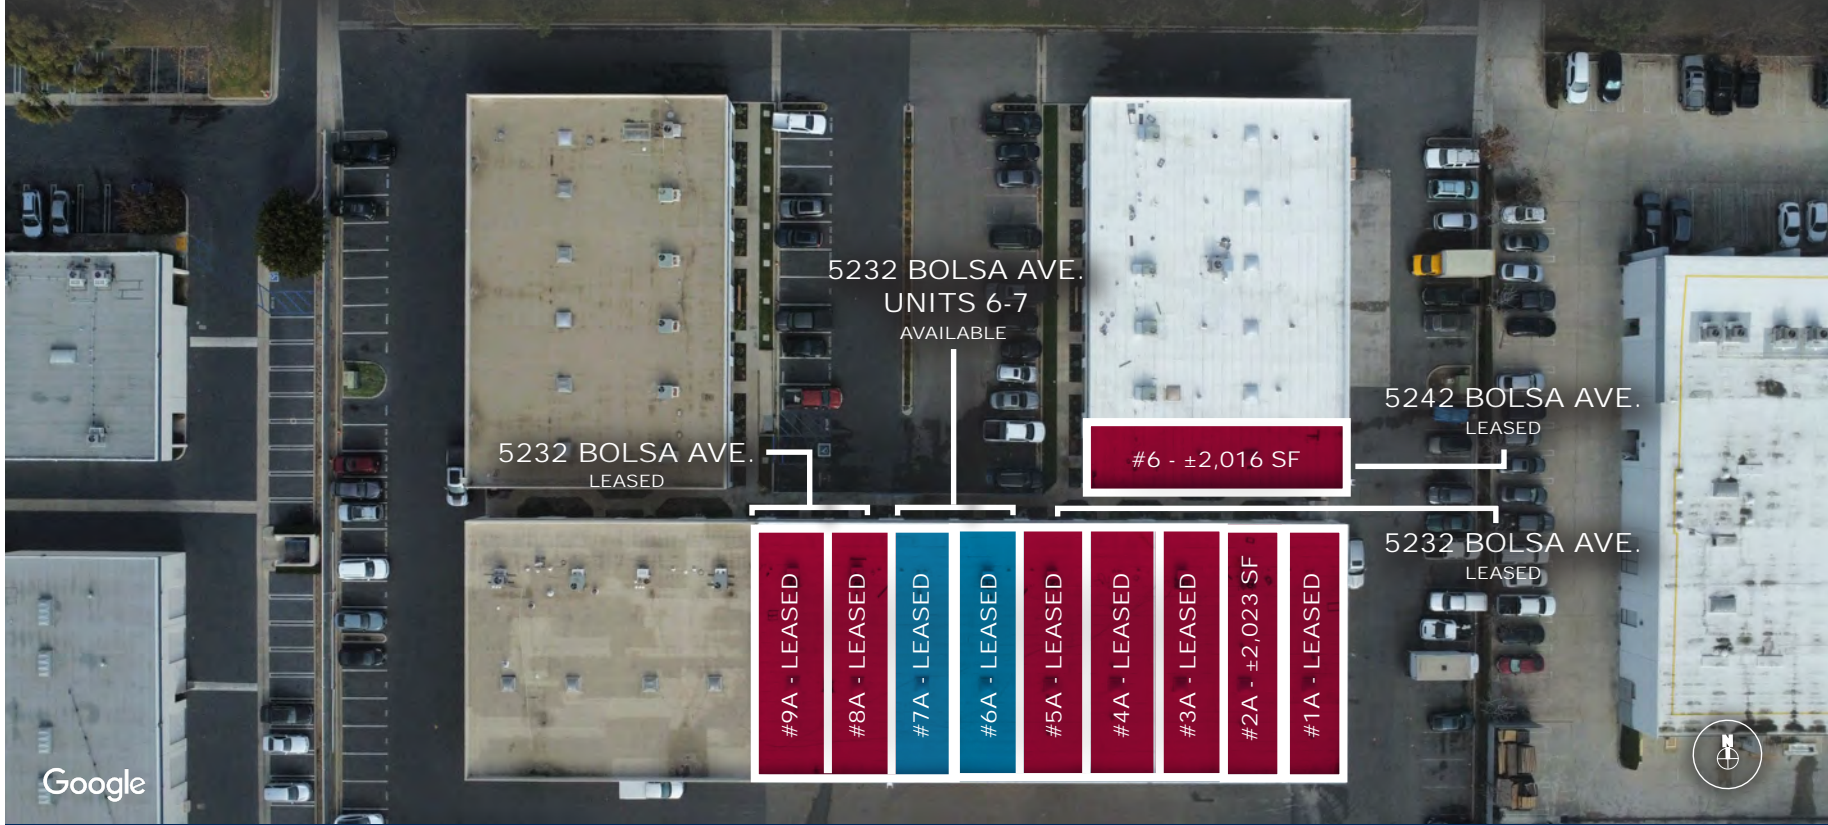 5232 BOLSA AVE.
UNITS 6-7
AVAILABLE
5242 BOLSA AVE.
LEASED
5232 BOLSA AVE.
LEASED
#6 - ±2,016 SF
5232 BOLSA AVE.
LEASED
#9A - LEASED
#8A - LEASED
#7A - LEASED
#6A - LEASED
#5A - LEASED
#4A - LEASED
#3A - LEASED
#2A - ±2,023 SF
#1A - LEASED
N
Google